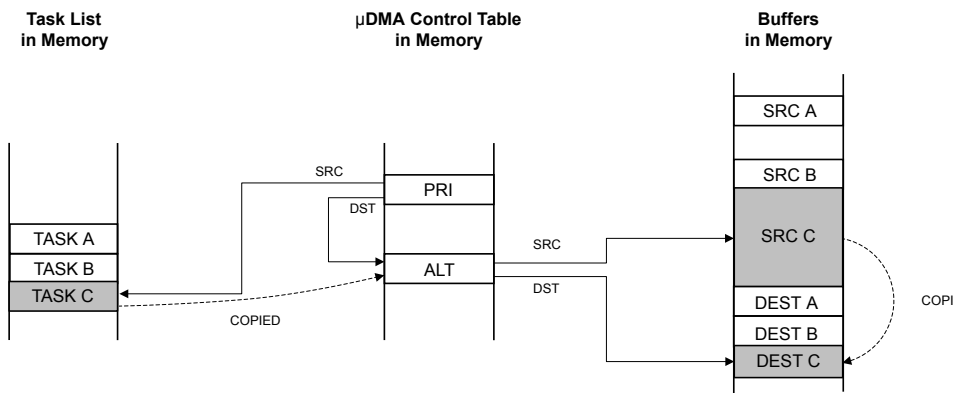 Task List
in Memory
µDMA Control Table
in Memory
Buffers
in Memory
SRC A
SRC B
SRC C
DEST A
DEST B
DEST C
SRC
PRI
DST
TASK A
TASK B
TASK C
ALT
SRC
DST
COPIED
COPI